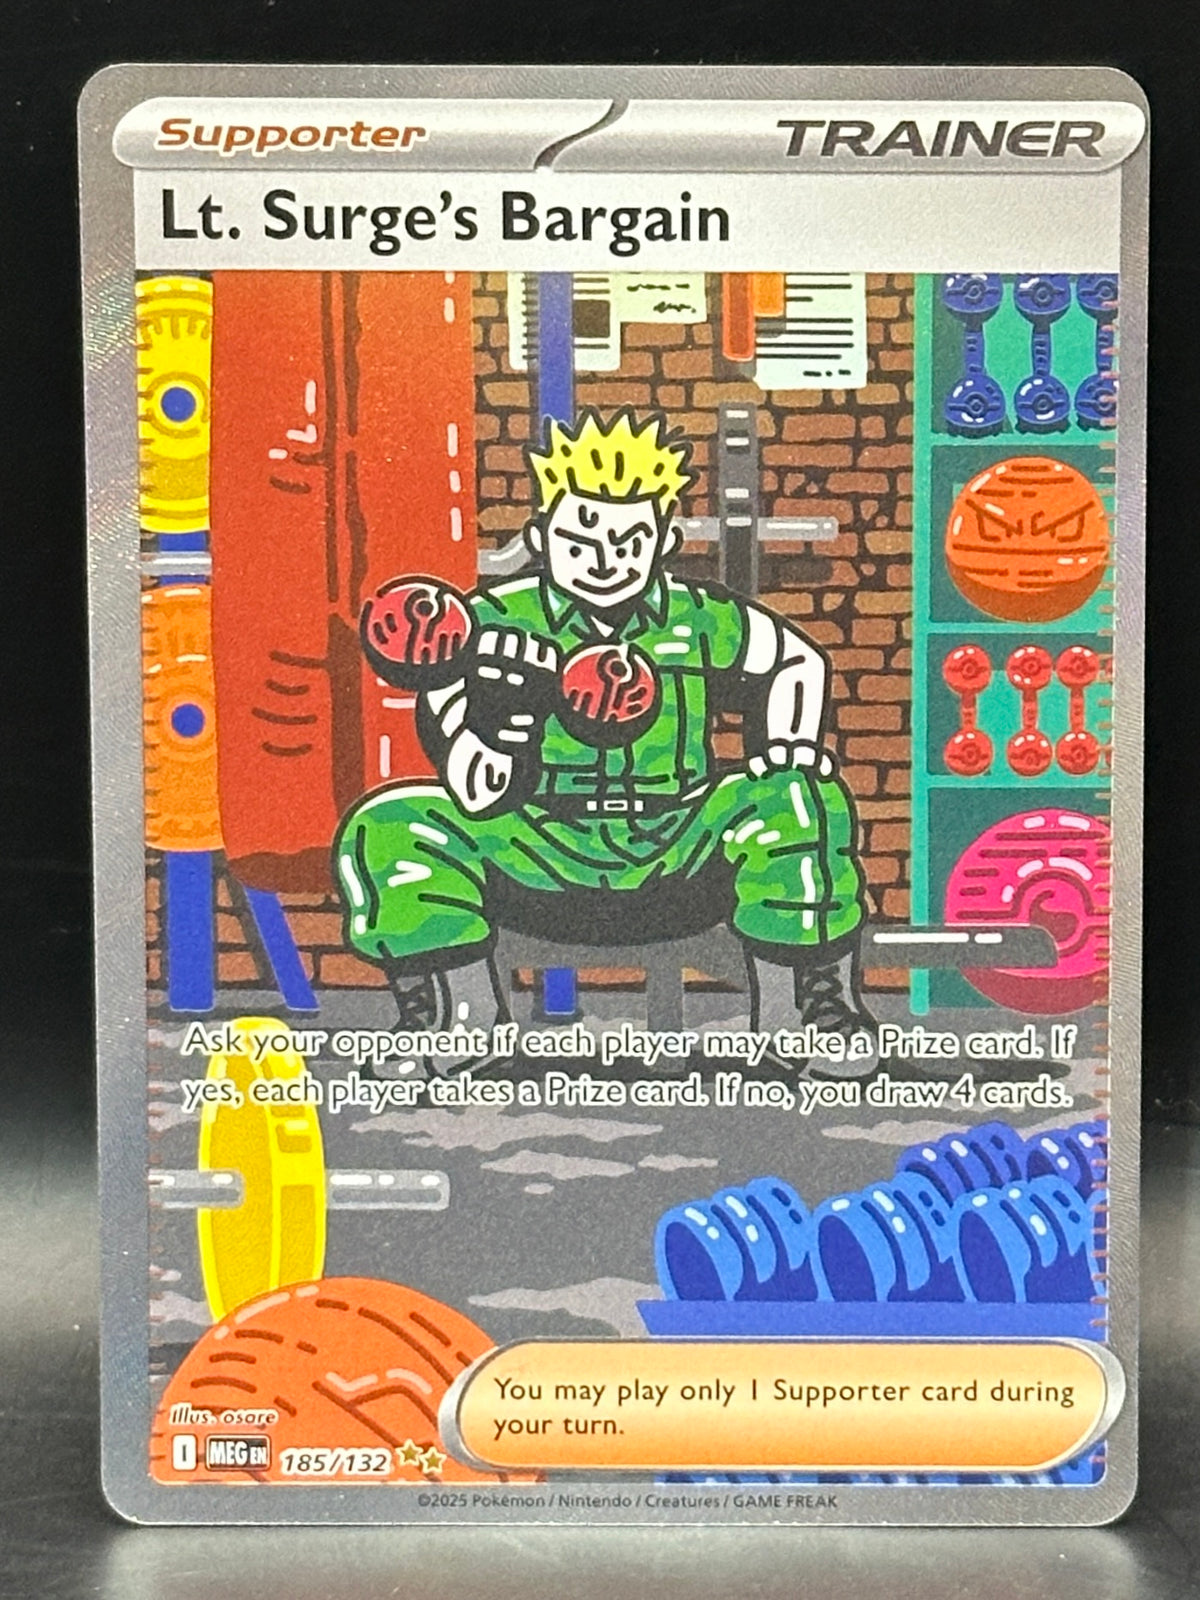 Supporter
TRAINER
Lt. Surge's Bargain
Ask your opponent if each player may take a Prize card. If
yes, each player takes a Prize card. If no, you draw 4 cards.
You may play only 1 Supporter card during
your turn.
Illus. osare
I MEG EN 185/132
©2025 Pokémon / Nintendo / Creatures / GAME FREAK